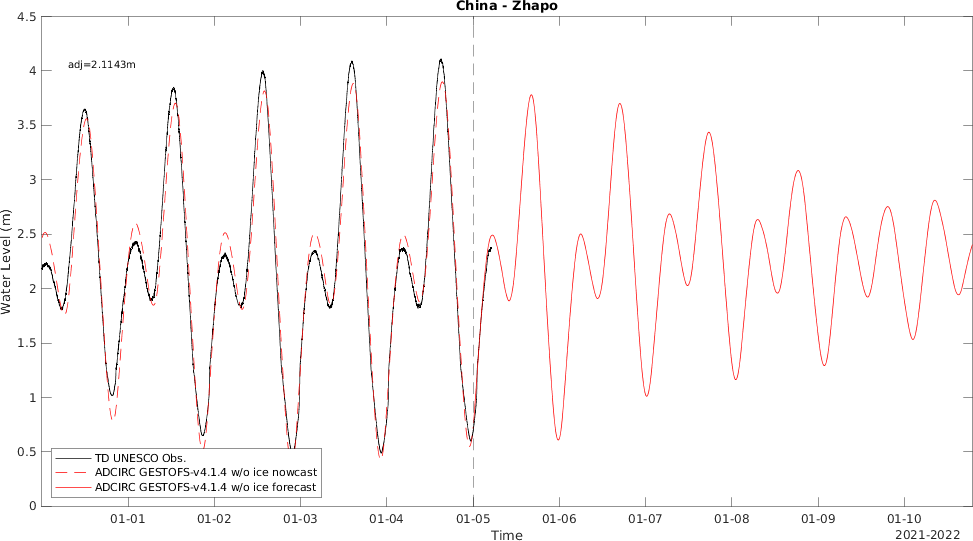 China - Zhapo
4.5
4
3.5
3
2.5
2
1.5
1
0.5
0
Water Level (m)
adj=2.1143m
TD UNESCO Obs.
ADCIRC GESTOFS-v4.1.4 w/o ice nowcast
ADCIRC GESTOFS-v4.1.4 w/o ice forecast
01-01 01-02 01-03 01-04 01-05 01-06 01-07 01-08 01-09 01-10
Time
2021-2022